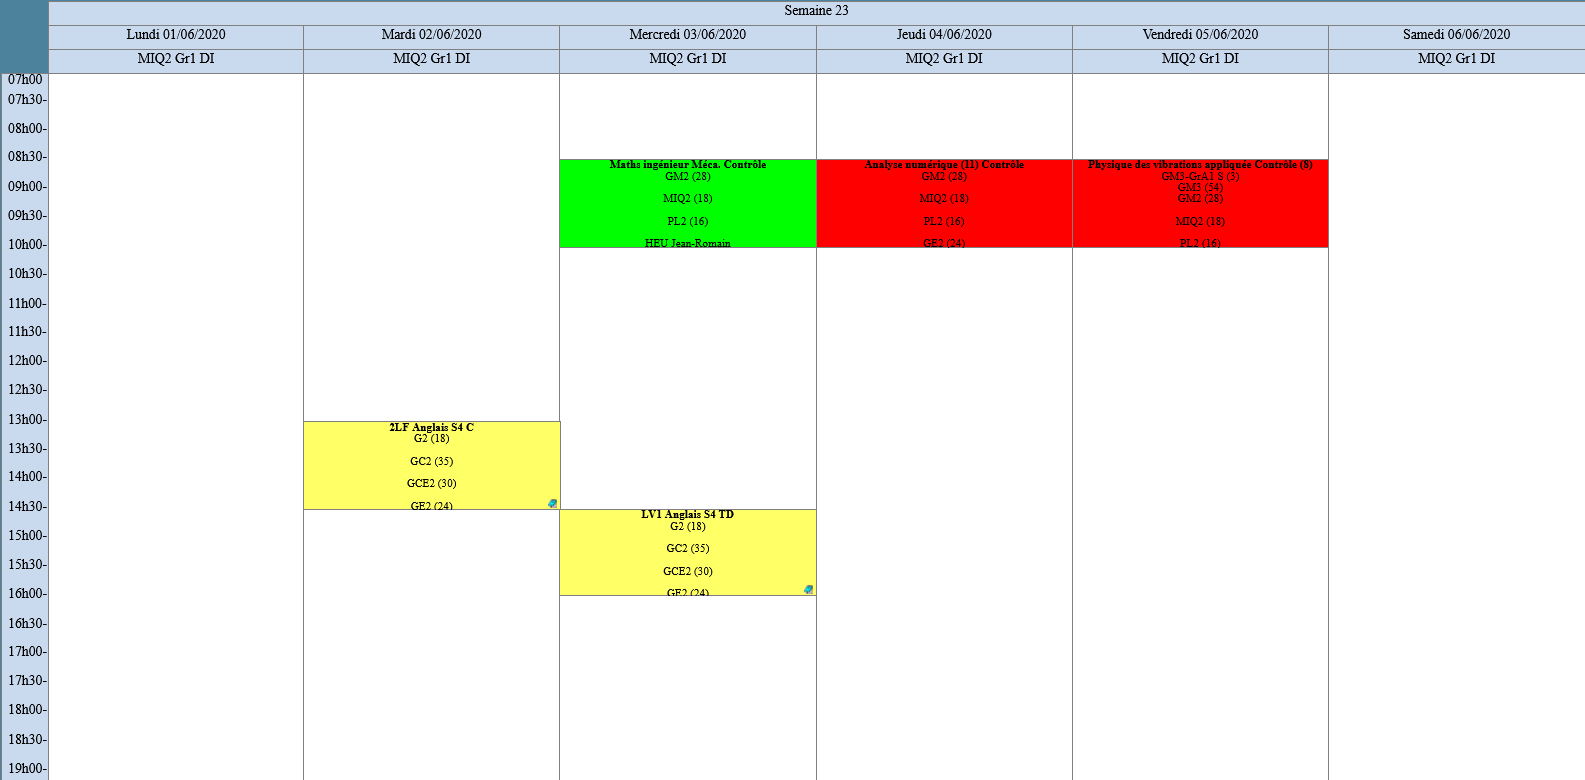 Semaine 23
Lundi 01/06/2020
Mardi 02/06/2020
Mercredi 03/06/2020
Jeudi 04/06/2020
Vendredi 05/06/2020
Samedi 06/06/2020
MIQ2 Gr1 DI
MIQ2 Gr1 DI
MIQ2 Gr1 DI
MIQ2 Gr1 DI
MIQ2 Gr1 DI
MIQ2 Gr1 DI
07h00
07h30-
08h00-
08h30-
09h00-
09h30-
10h00-
10h30-
11h00-
11h30-
12h00-
12h30-
13h00-
13h30-
14h00-
14h30-
15h00-
15h30-
16h00-
16h30-
17h00-
17h30-
18h00-
18h30-
19h00-
2LF Anglais S4 C
G2 (18)
GC2 (35)
GCE2 (30)
GE2 (24)
Maths ingénieur Méca. Contrôle
GM2 (28)
MIQ2 (18)
PL2 (16)
HEU Jean-Romain
LV1 Anglais S4 TD
G2 (18)
GC2 (35)
GCE2 (30)
GE2 (24)
Analyse numérique (11) Contrôle
GM2 (28)
MIQ2 (18)
PL2 (16)
GE2 (24)
Physique des vibrations appliquée Contrôle (8)
GM3-GrA1 S (3)
GM3 (54)
GM2 (28)
MIQ2 (18)
PL2 (16)